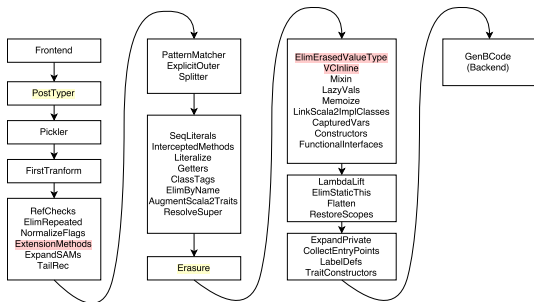 Frontend
PostTyper
Pickler
FirstTranform
RefChecks
ElimRepeated
NormalizeFlags
ExtensionMethods
ExpandSAMs
TailRec
PatternMatcher
ExplicitOuter
Splitter
SeqLiterals
InterceptedMethods
Literalize
Getters
ClassTags
ElimByName
AugmentScala2Traits
ResolveSuper
Erasure
ElimErasedValueType
VCInline
Mixin
LazyVals
Memoize
LinkScala2ImplClasses
CapturedVars
Constructors
FunctionalInterfaces
LambdaLift
ElimStaticThis
Flatten
RestoreScopes
ExpandPrivate
CollectEntryPoints
LabelDefs
TraitConstructors
GenBCode
(Backend)